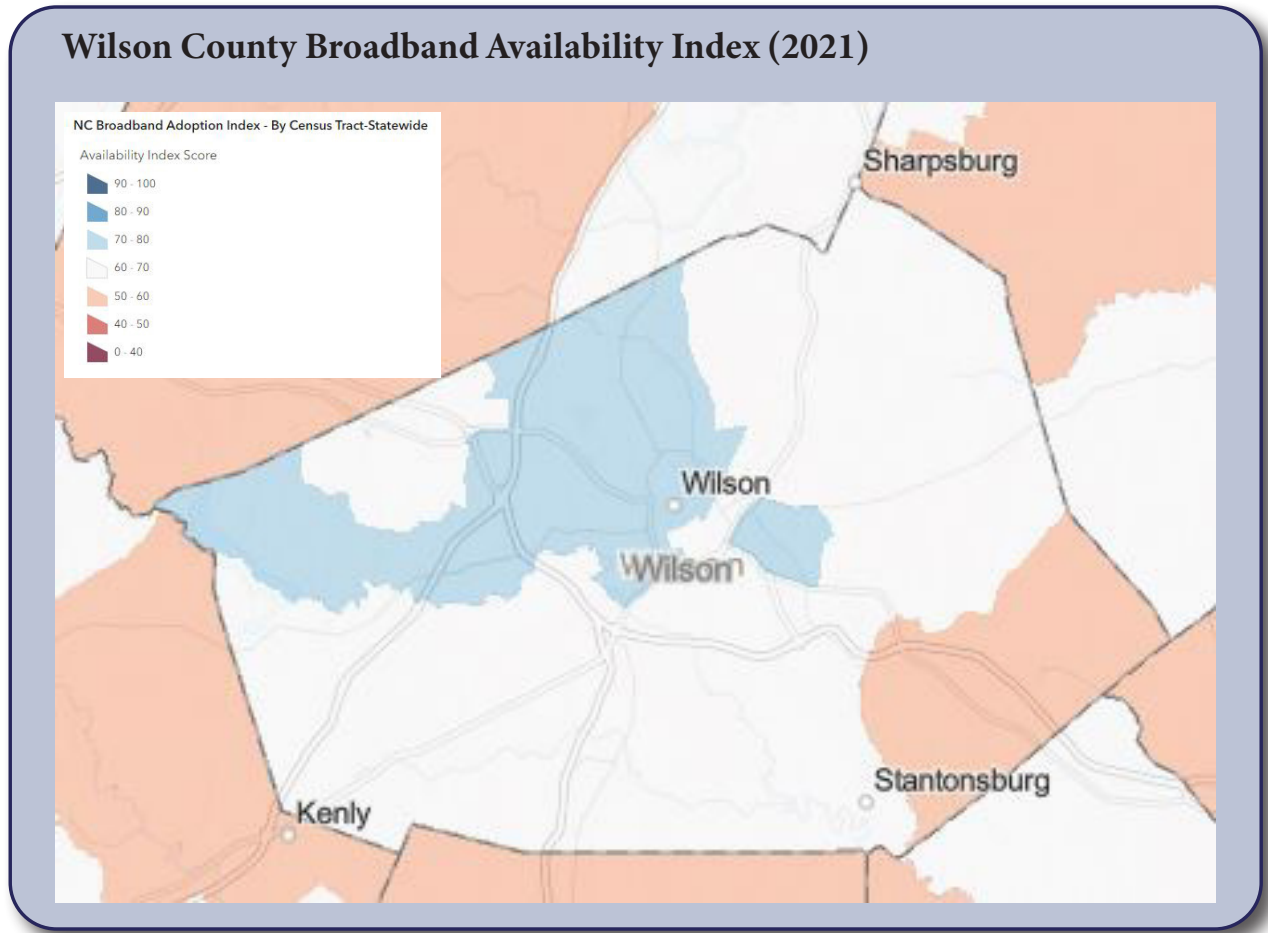 Wilson County Broadband Availability Index (2021)
NC Broadband Adoption Index - By Census Tract-Statewide
Availability Index Score
90 - 100
80 - 90
70 - 80
60 - 70
50 - 60
40 - 50
0 - 40
Sharpsburg
Wilson
Wilson
Stantonsburg
Kenly